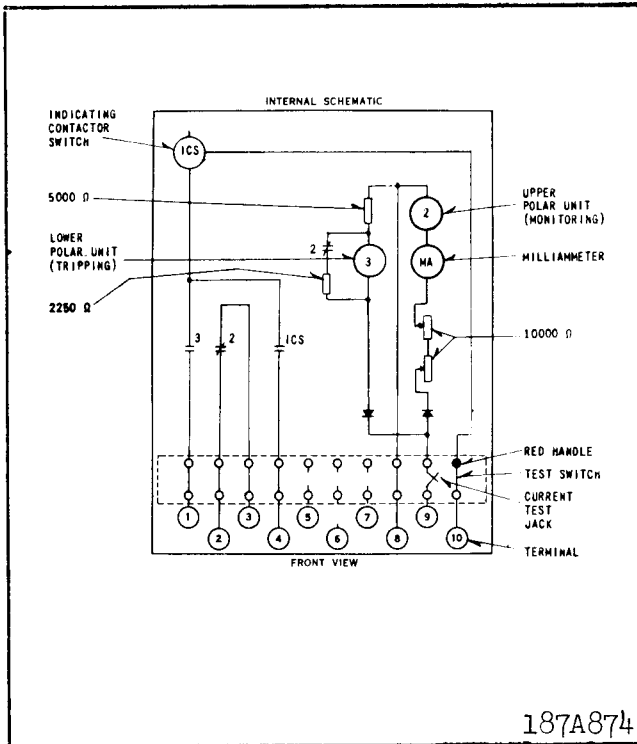 INTERNAL SCHEMATIC
INDICATING
CONTACTOR
SWITCH
ICS
5000 Ω
UPPER
POLAR UNIT
(MONITORING)
2
2
LOWER
POLAR UNIT
(TRIPPING)
3
MA
MILLIAMMETER
2250 Ω
10000 Ω
3
2
ICS
RED HANDLE
TEST SWITCH
CURRENT
TEST
JACK
1
3
5
7
9
2
4
6
8
10
TERMINAL
FRONT VIEW
187A874